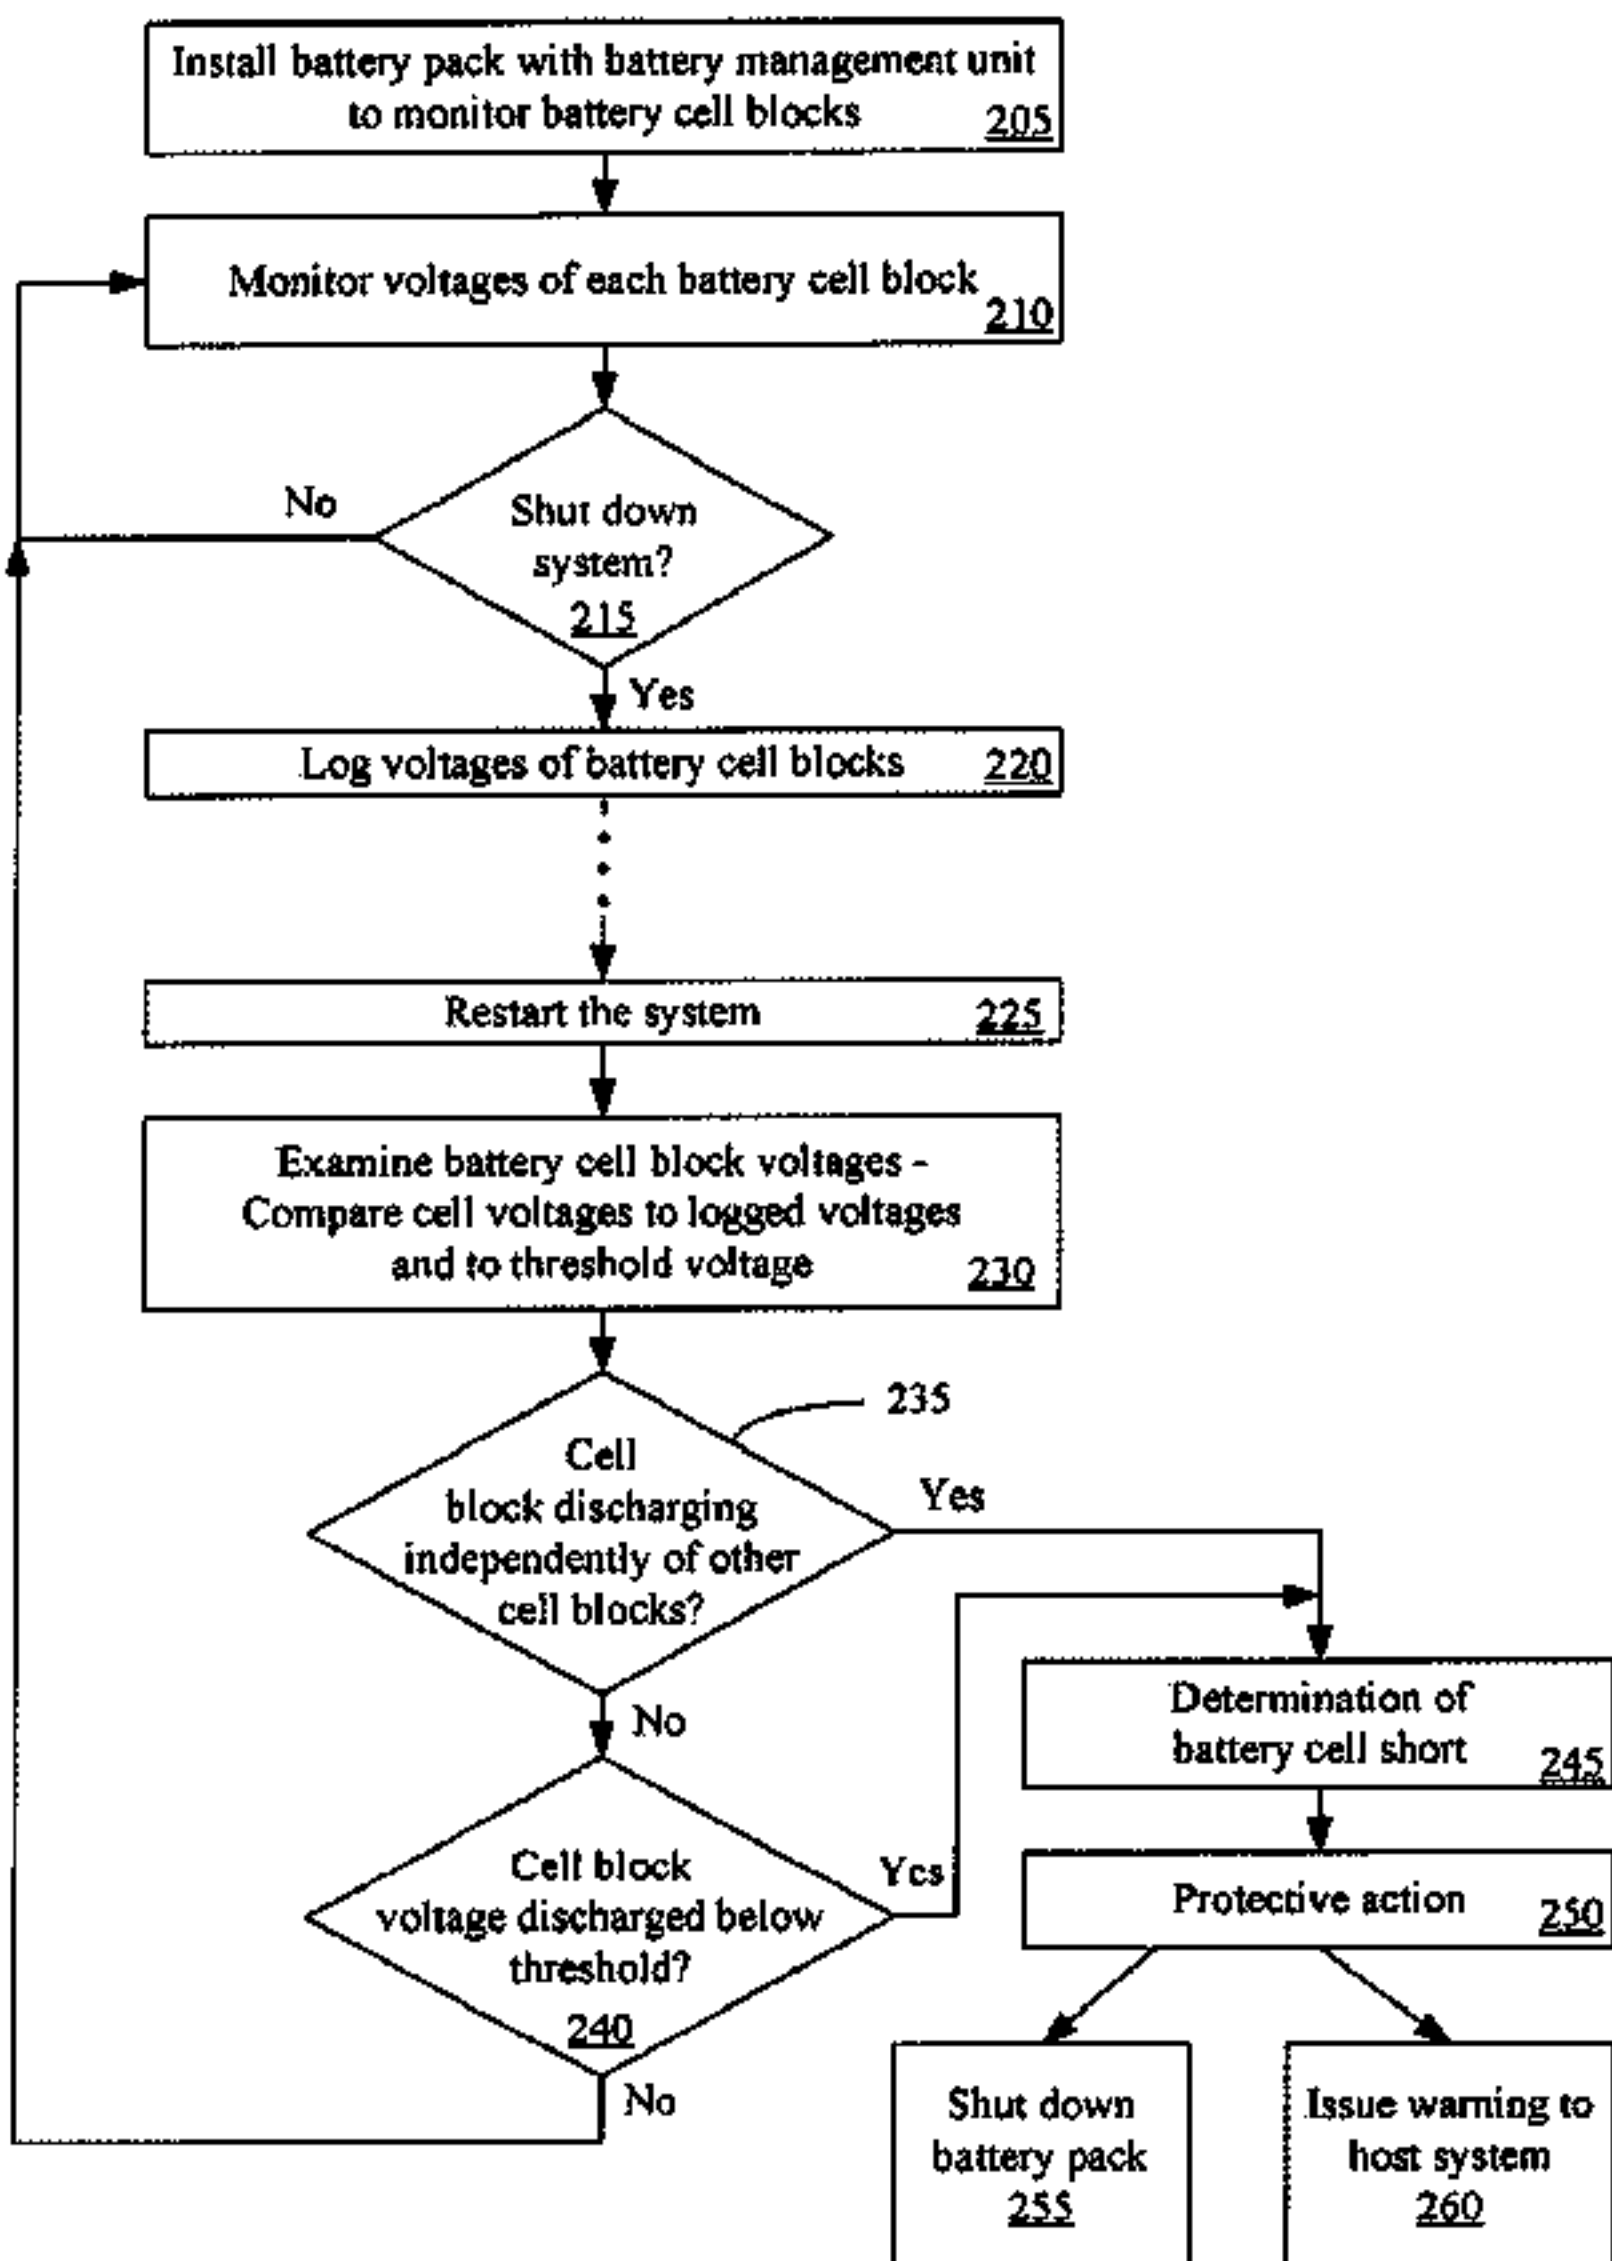 Install battery pack with battery management unit
to monitor battery cell blocks 205
Monitor voltages of each battery cell block
210
No
Shut down
system?
215
Yes
Log voltages of battery cell blocks 220
Restart the system 225
Examine battery cell block voltages -
Compare cell voltages to logged voltages
and to threshold voltage 230
235
Cell
block discharging
independently of other
cell blocks?
Yes
No
Determination of
battery cell short 245
Cell block
voltage discharged below
threshold?
240
Yes
No
Protective action 250
Shut down
battery pack
255
Issue warning to
host system
260